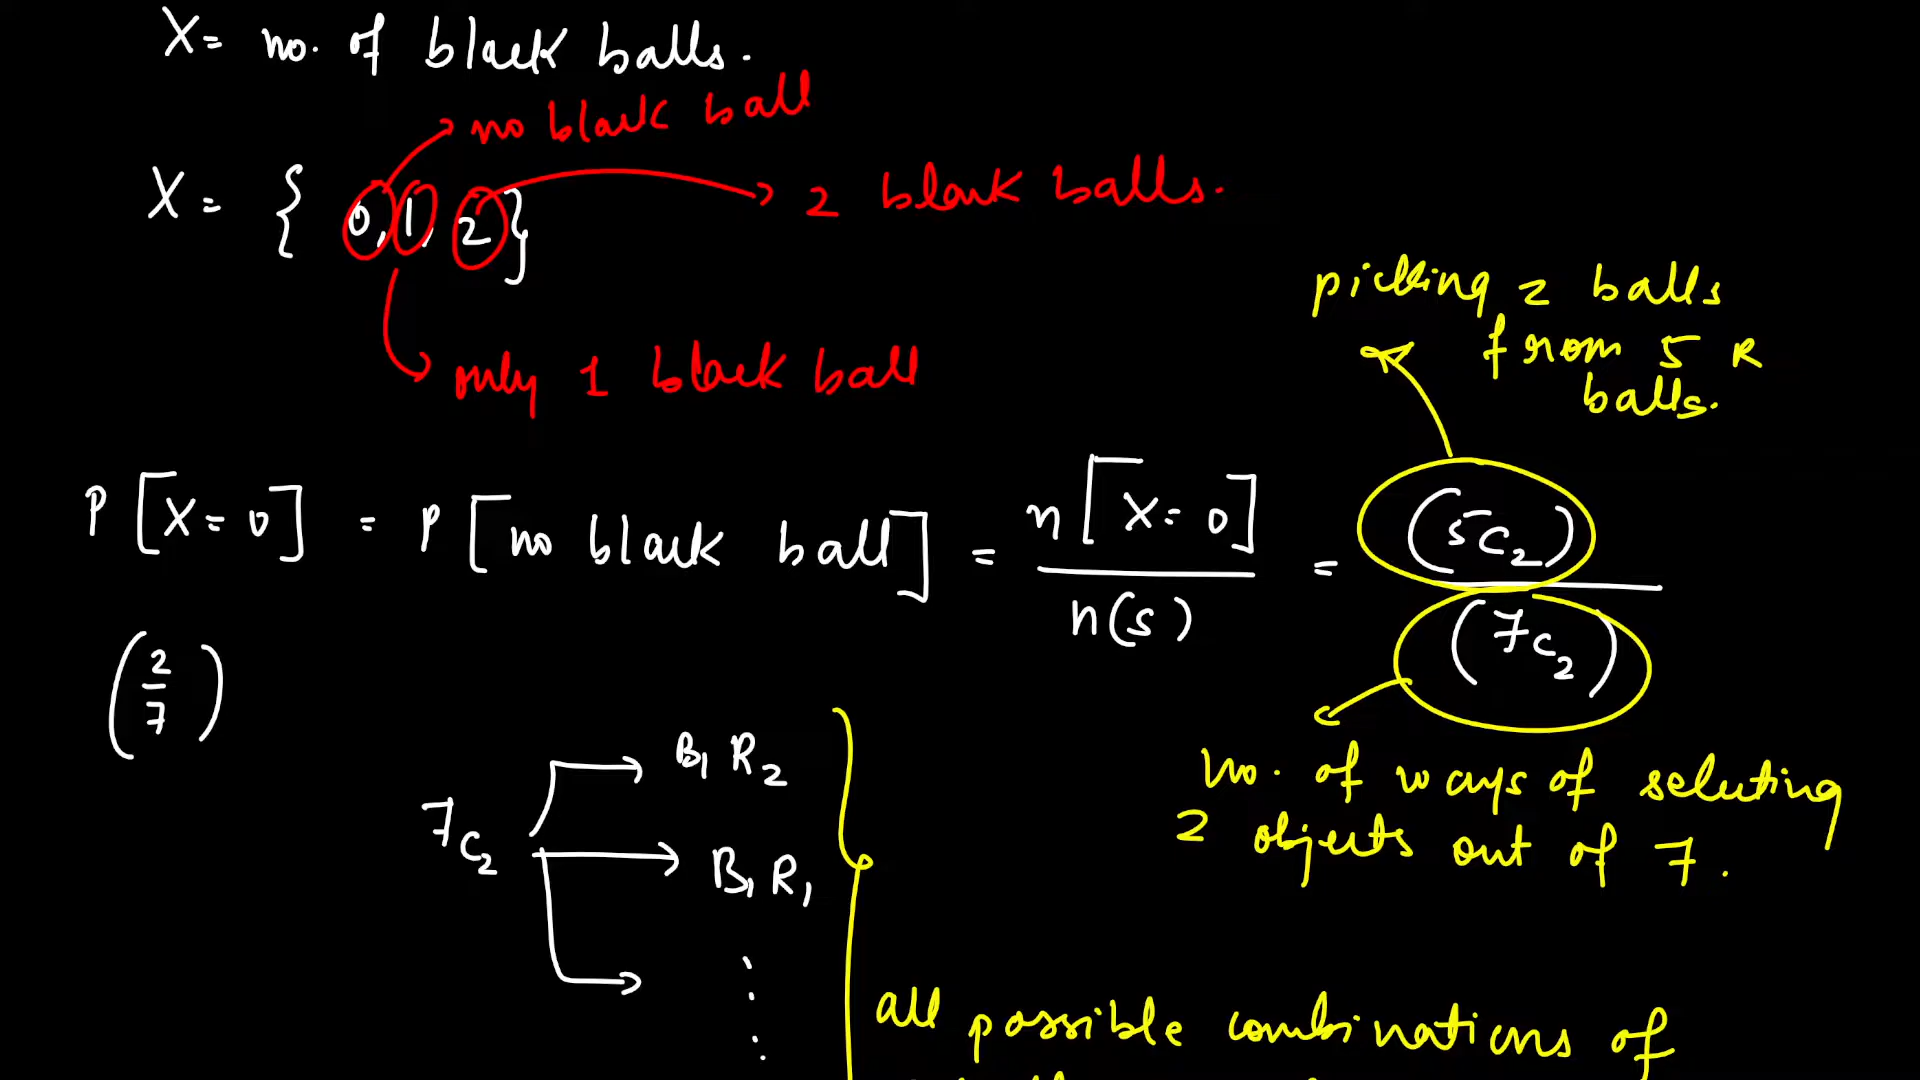 X = no. of black balls.
no black ball
X = { 0, 1, 2 }
2 black balls.
only 1 black ball
picking 2 balls
from 5 R
balls.
P [X = 0] = P [no black ball] = n[X = 0] / n(s) = (5C2) / (7C2)
(2/7)
no. of ways of selecting
2 objects out of 7.
7C2
B1 R2
B1 R1
all possible combinations of